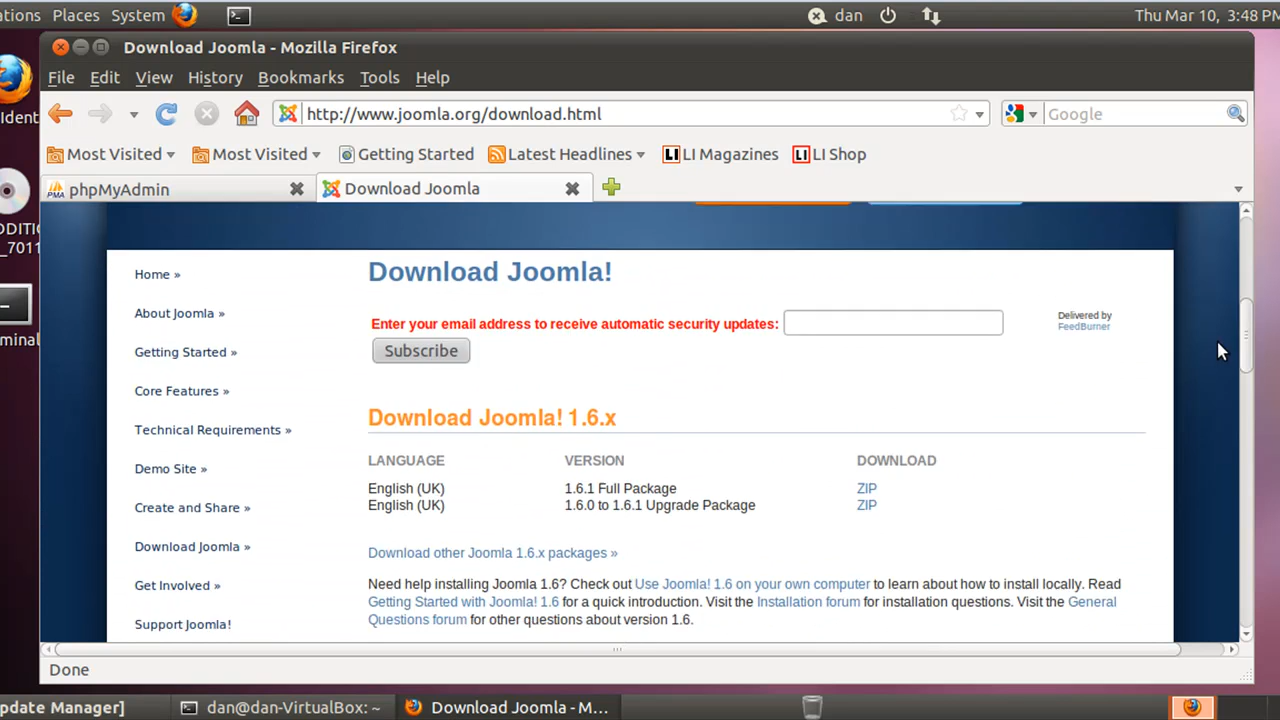 ations Places System dan Thu Mar 10, 3:48 PM
Download Joomla - Mozilla Firefox
File Edit View History Bookmarks Tools Help
http://www.joomla.org/download.html Google
Most Visited Most Visited Getting Started Latest Headlines LI Magazines LI Shop
phpMyAdmin Download Joomla
Ident
DDITIO
_7011
minal
Home »
About Joomla »
Getting Started »
Core Features »
Technical Requirements »
Demo Site »
Create and Share »
Download Joomla »
Get Involved »
Support Joomla!
Download Joomla!
Enter your email address to receive automatic security updates:
Delivered by
FeedBurner
Subscribe
Download Joomla! 1.6.x
LANGUAGE VERSION DOWNLOAD
English (UK) 1.6.1 Full Package ZIP
English (UK) 1.6.0 to 1.6.1 Upgrade Package ZIP
Download other Joomla 1.6.x packages »
Need help installing Joomla 1.6? Check out Use Joomla! 1.6 on your own computer to learn about how to install locally. Read
Getting Started with Joomla! 1.6 for a quick introduction. Visit the Installation forum for installation questions. Visit the General
Questions forum for other questions about version 1.6.
Done
pdate Manager] dan@dan-VirtualBox: ~ Download Joomla - M...